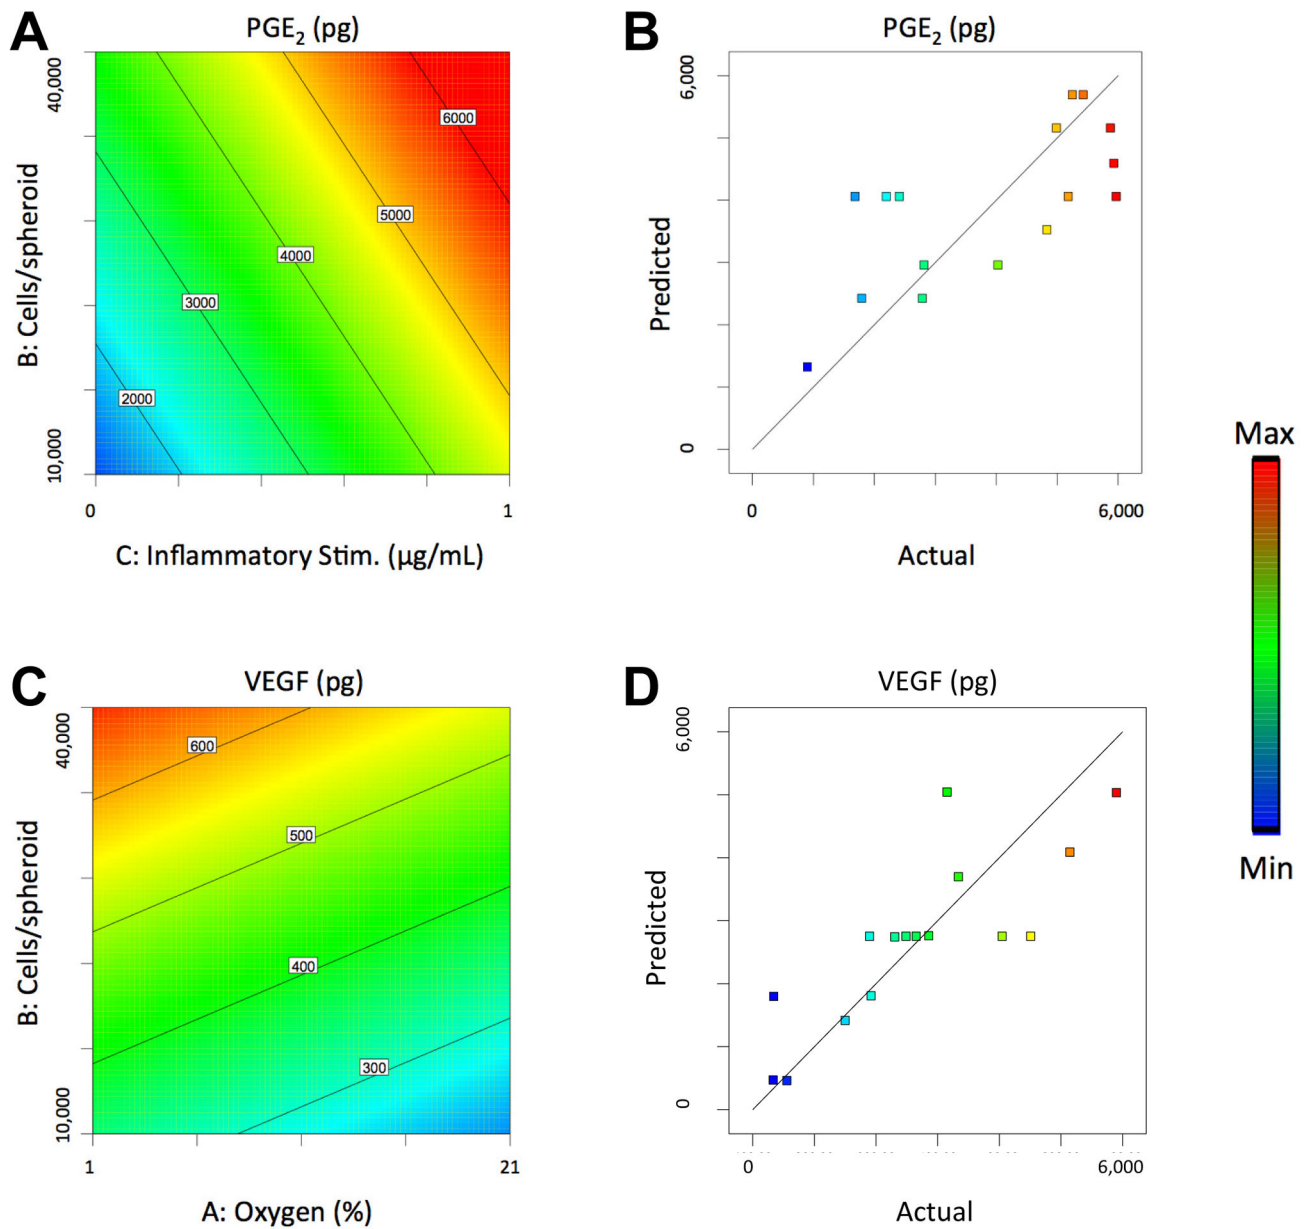 A
PGE2 (pg)
40,000
B: Cells/spheroid
10,000
6000
5000
4000
3000
2000
0
1
C: Inflammatory Stim. (µg/mL)
B
PGE2 (pg)
6,000
Predicted
0
0
6,000
Actual
Max
Min
C
VEGF (pg)
40,000
B: Cells/spheroid
10,000
600
500
400
300
1
21
A: Oxygen (%)
D
VEGF (pg)
6,000
Predicted
0
0
6,000
Actual